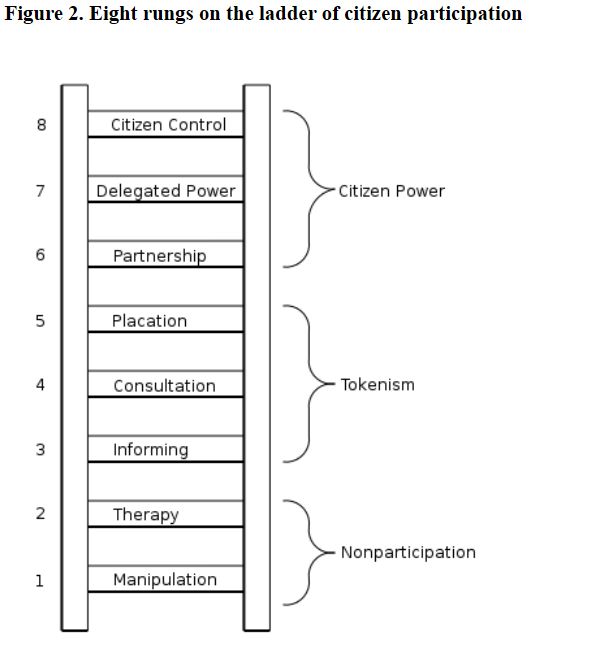 Figure 2. Eight rungs on the ladder of citizen participation
8 Citizen Control
7 Delegated Power
Citizen Power
6 Partnership
5 Placation
4 Consultation
Tokenism
3 Informing
2 Therapy
Nonparticipation
1 Manipulation